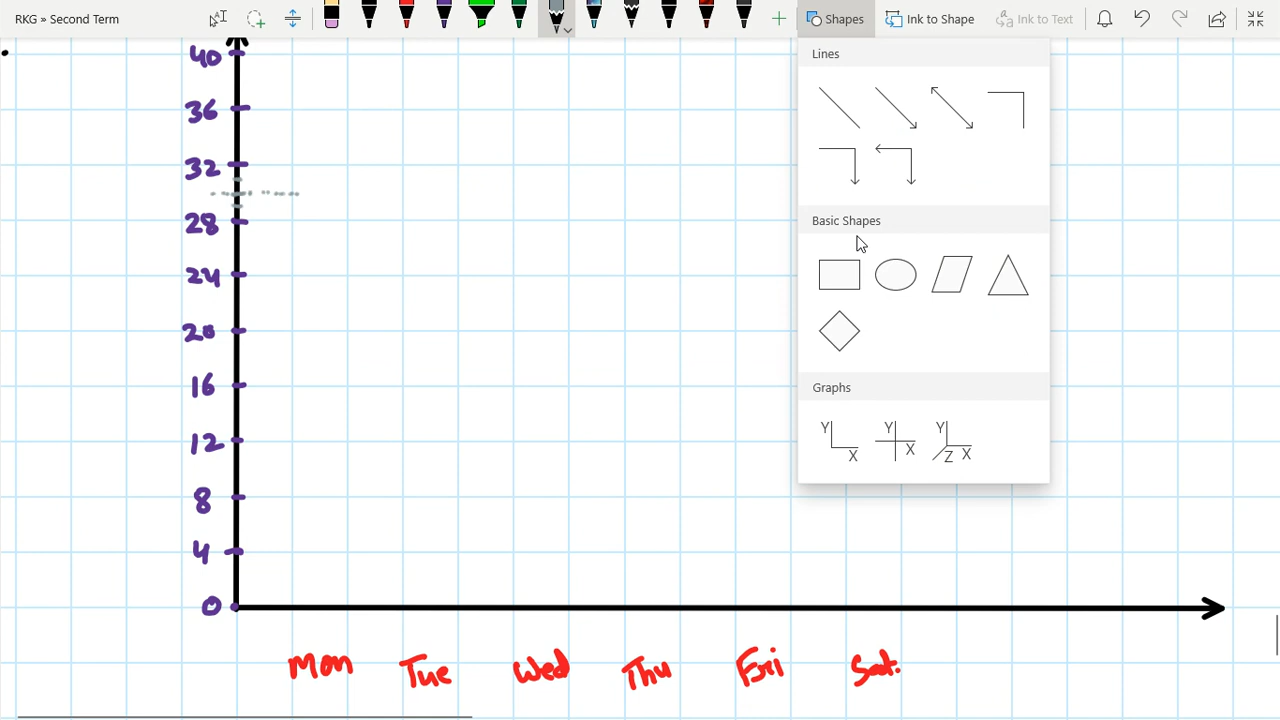 RKG » Second Term
Shapes
Ink to Shape
Ink to Text
Lines
Basic Shapes
Graphs
Y X
Y X
Y Z X
40
36
32
28
24
20
16
12
8
4
0
Mon Tue Wed Thu Fri Sat.